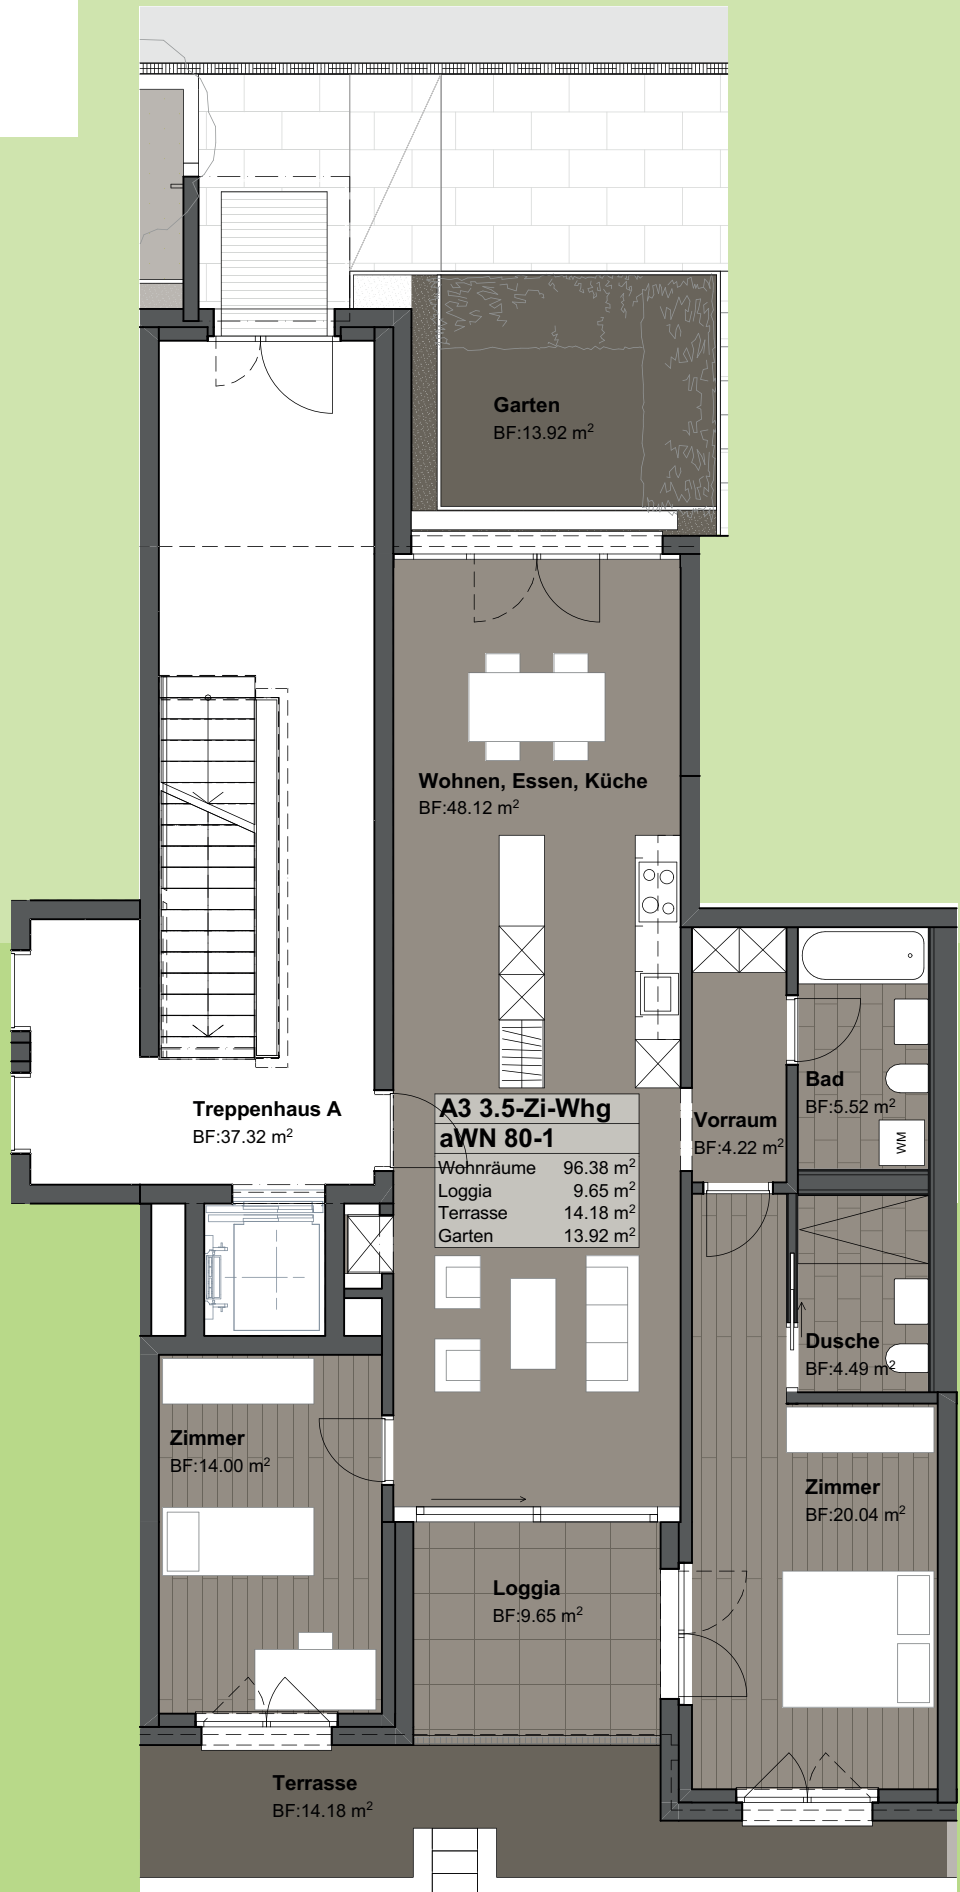 Garten
BF:13.92 m²
Wohnen, Essen, Küche
BF:48.12 m²
Treppenhaus A
BF:37.32 m²
A3 3.5-Zi-Whg
aWN 80-1
Wohnräume 96.38 m²
Loggia 9.65 m²
Terrasse 14.18 m²
Garten 13.92 m²
Vorraum
BF:4.22 m²
Bad
BF:5.52 m²
WM
Dusche
BF:4.49 m²
Zimmer
BF:14.00 m²
Zimmer
BF:20.04 m²
Loggia
BF:9.65 m²
Terrasse
BF:14.18 m²